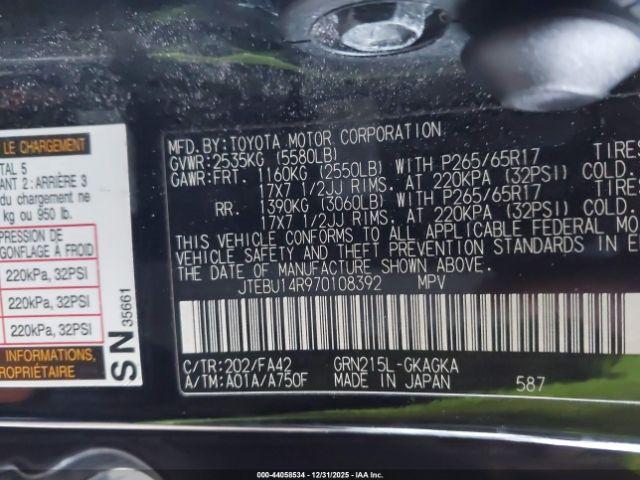 LE CHARGEMENT
TAL 5
ANT 2 : ARRIÈRE 3
du chargement ne
kg ou 950 lb.
PRESSION DE
GONFLAGE À FROID
220kPa, 32PSI
220kPa, 32PSI
220kPa, 32PSI
INFORMATIONS,
PROPRIÉTAIRE
SN 35661
MFD.BY:TOYOTA MOTOR CORPORATION
GVWR:2535KG (5580LB)
GAWR:FRT. 1160KG (2550LB) WITH P265/65R17 TIRES
17X7 1/2JJ RIMS. AT 220KPA (32PSI) COLD.
RR. 1390KG (3060LB) WITH P265/65R17 TIRES
17X7 1/2JJ RIMS. AT 220KPA (32PSI) COLD.
THIS VEHICLE CONFORMS TO ALL APPLICABLE FEDERAL MO
VEHICLE SAFETY AND THEFT PREVENTION STANDARDS IN E
THE DATE OF MANUFACTURE SHOWN ABOVE.
JTEBU14R970108392 MPV
C/TR:202/FA42 GRN215L-GKAGKA
A/TM:A01A/A750F MADE IN JAPAN 587
000-44058534 - 12/31/2025 - IAAI.COM